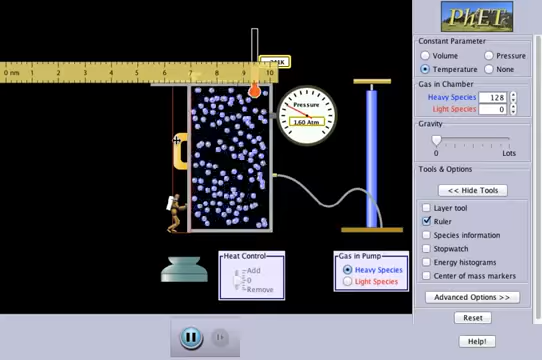 PhET
Constant Parameter
Volume
Pressure
Temperature
None
Gas in Chamber
Heavy Species
128
Light Species
0
Gravity
0
Lots
Tools & Options
<< Hide Tools
Layer tool
Ruler
Species information
Stopwatch
Energy histograms
Center of mass markers
Advanced Options >>
Reset
Help!
0 nm
1
2
3
4
5
6
8
9
10
Pressure
1.60 Atm
Heat Control
Add
0
Remove
Gas in Pump
Heavy Species
Light Species